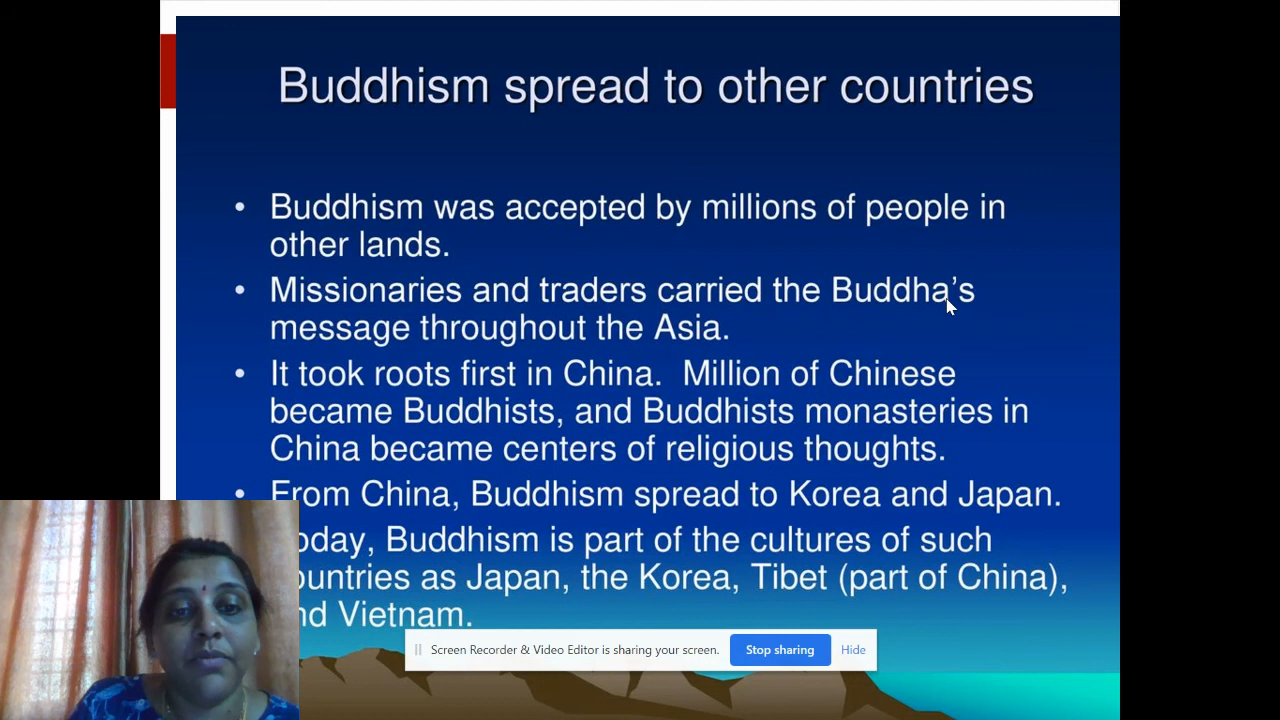 Buddhism spread to other countries
• Buddhism was accepted by millions of people in
other lands.
• Missionaries and traders carried the Buddha's
message throughout the Asia.
• It took roots first in China.  Million of Chinese
became Buddhists, and Buddhists monasteries in
China became centers of religious thoughts.
• From China, Buddhism spread to Korea and Japan.
oday, Buddhism is part of the cultures of such
ountries as Japan, the Korea, Tibet (part of China),
nd Vietnam.
Screen Recorder & Video Editor is sharing your screen. Stop sharing Hide